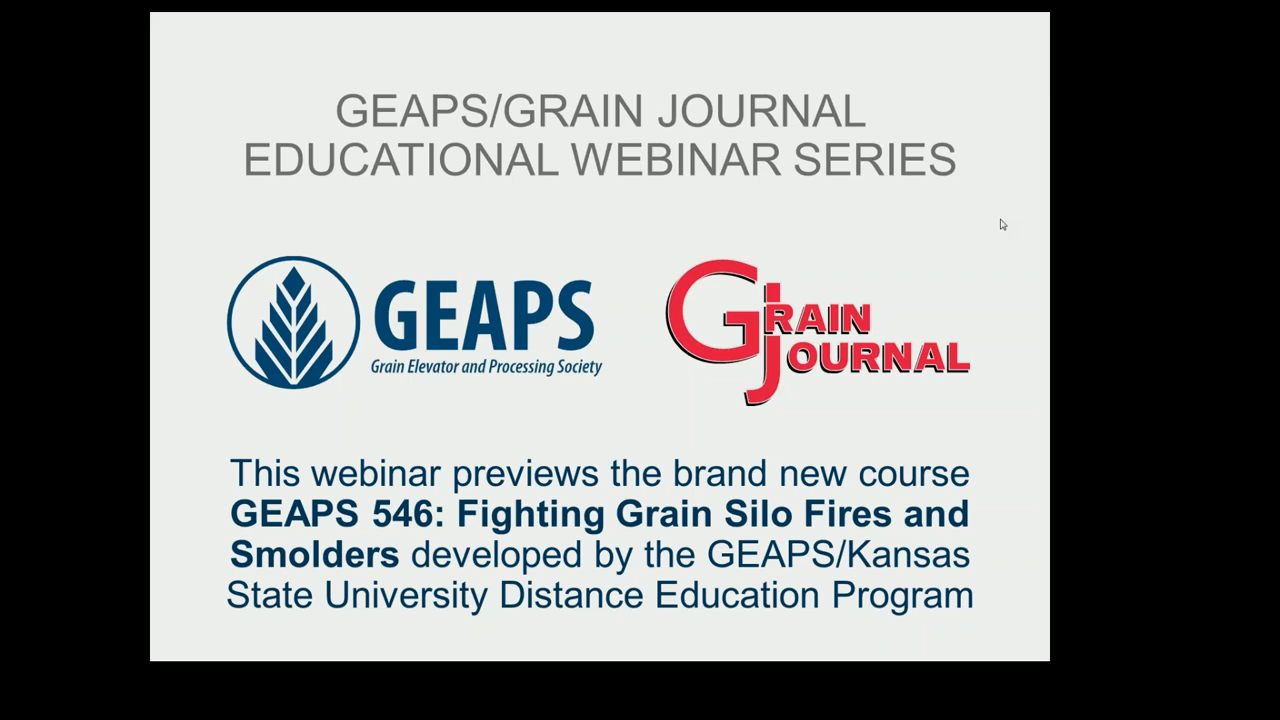 GEAPS/GRAIN JOURNAL
EDUCATIONAL WEBINAR SERIES
GEAPS
Grain Elevator and Processing Society
GRAIN
JOURNAL
This webinar previews the brand new course
GEAPS 546: Fighting Grain Silo Fires and
Smolders developed by the GEAPS/Kansas
State University Distance Education Program